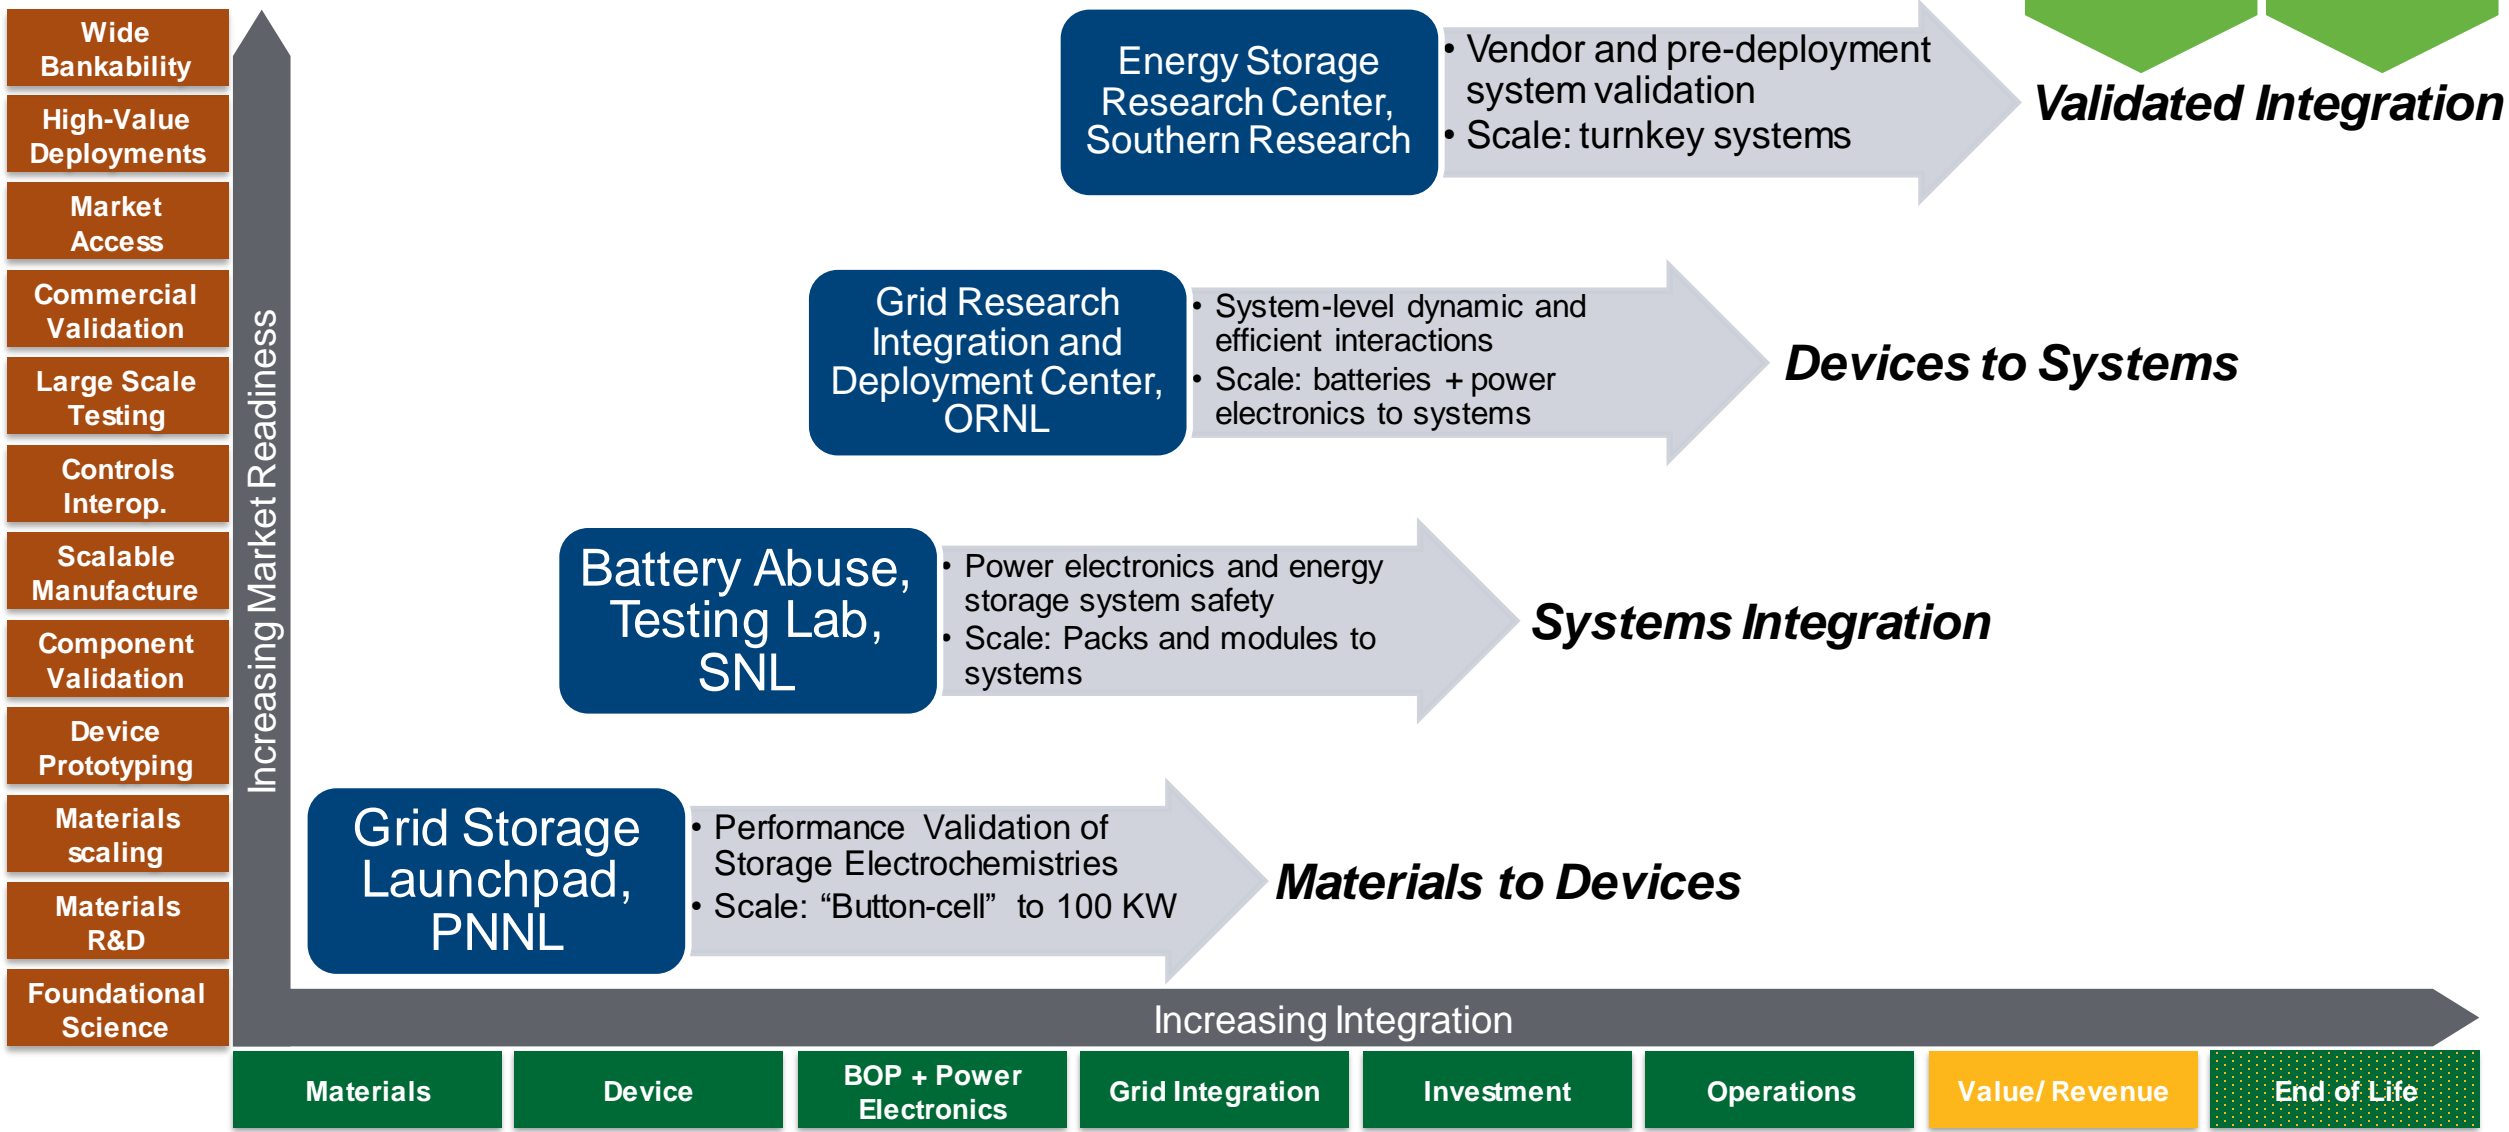 Wide
Bankability
High-Value
Deployments
Market
Access
Commercial
Validation
Large Scale
Testing
Controls
Interop.
Scalable
Manufacture
Component
Validation
Device
Prototyping
Materials
scaling
Materials
R&D
Foundational
Science
Increasing Market Readiness
Energy Storage
Research Center,
Southern Research
• Vendor and pre-deployment
system validation
• Scale: turnkey systems
Validated Integration
Grid Research
Integration and
Deployment Center,
ORNL
• System-level dynamic and
efficient interactions
• Scale: batteries + power
electronics to systems
Devices to Systems
Battery Abuse,
Testing Lab,
SNL
• Power electronics and energy
storage system safety
• Scale: Packs and modules to
systems
Systems Integration
Grid Storage
Launchpad,
PNNL
• Performance Validation of
Storage Electrochemistries
• Scale: “Button-cell” to 100 KW
Materials to Devices
Increasing Integration
Materials
Device
BOP + Power
Electronics
Grid Integration
Investment
Operations
Value/ Revenue
End of Life